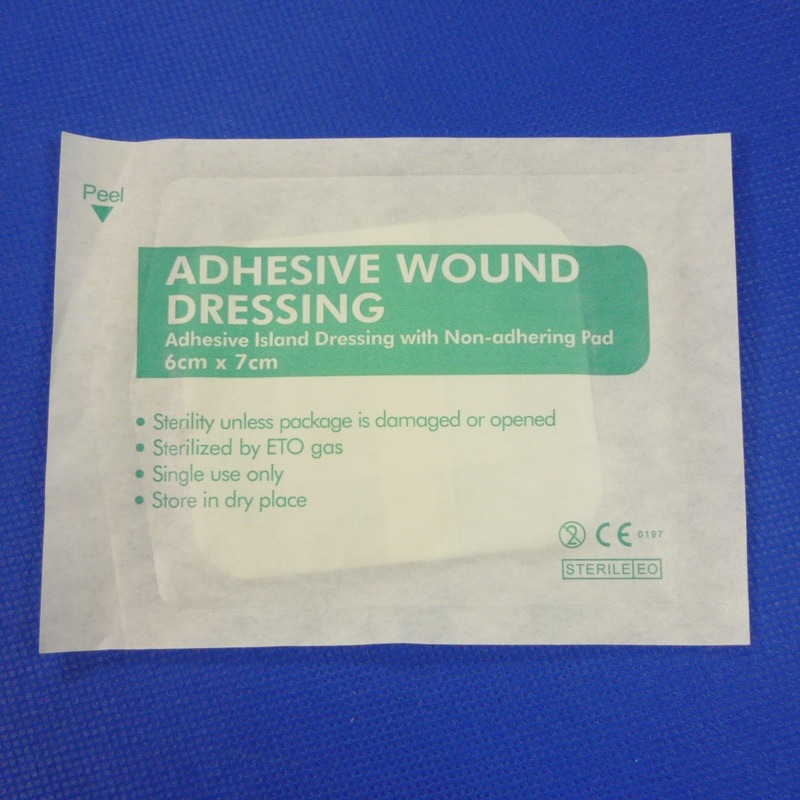 Peel
ADHESIVE WOUND
DRESSING
Adhesive Island Dressing with Non-adhering Pad
6cm x 7cm
• Sterility unless package is damaged or opened
• Sterilized by ETO gas
• Single use only
• Store in dry place
2 CE 0197
STERILE EO